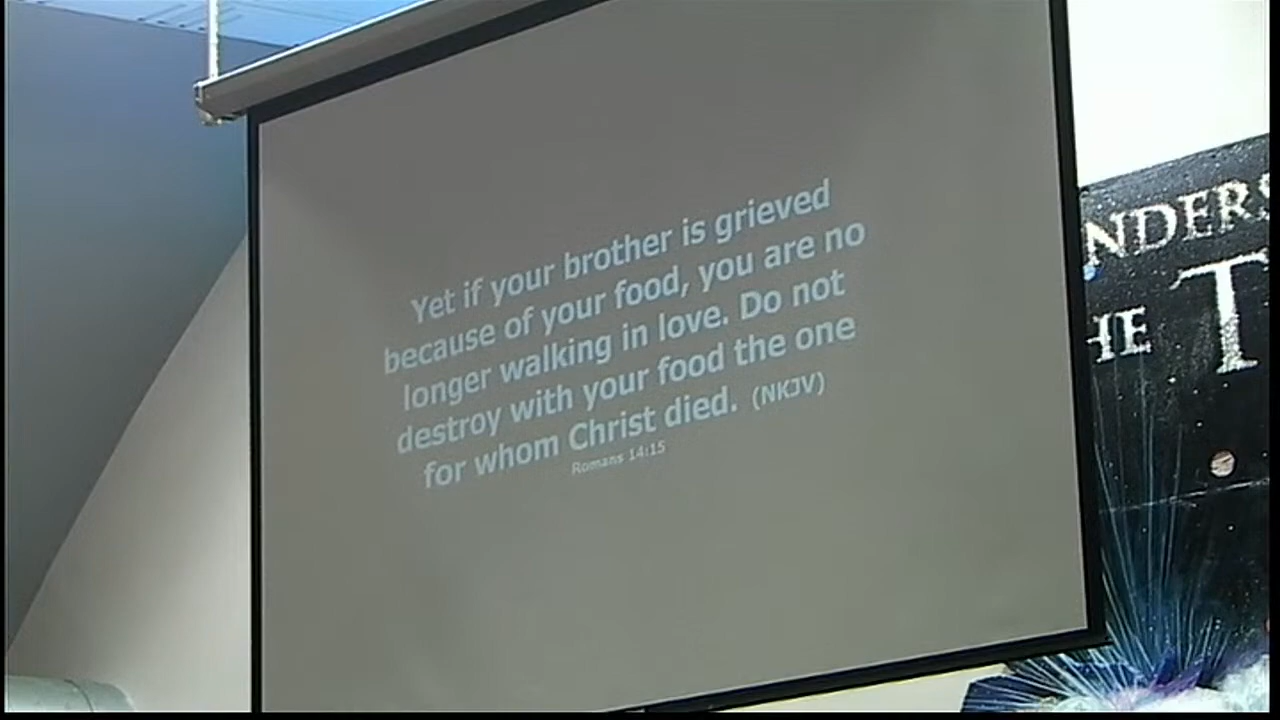 Yet if your brother is grieved
because of your food, you are no
longer walking in love. Do not
destroy with your food the one
for whom Christ died. (NKJV)
Romans 14:15
NDERS
HE T